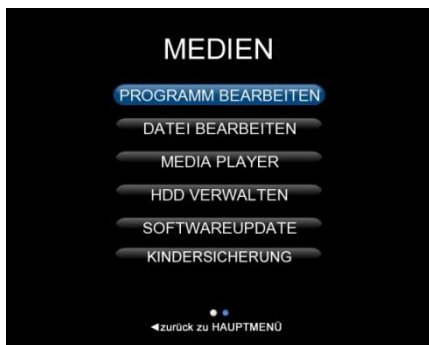 MEDIEN
PROGRAMM BEARBEITEN
DATEI BEARBEITEN
MEDIA PLAYER
HDD VERWALTEN
SOFTWAREUPDATE
KINDERSICHERUNG
◄zurück zu HAUPTMENÜ